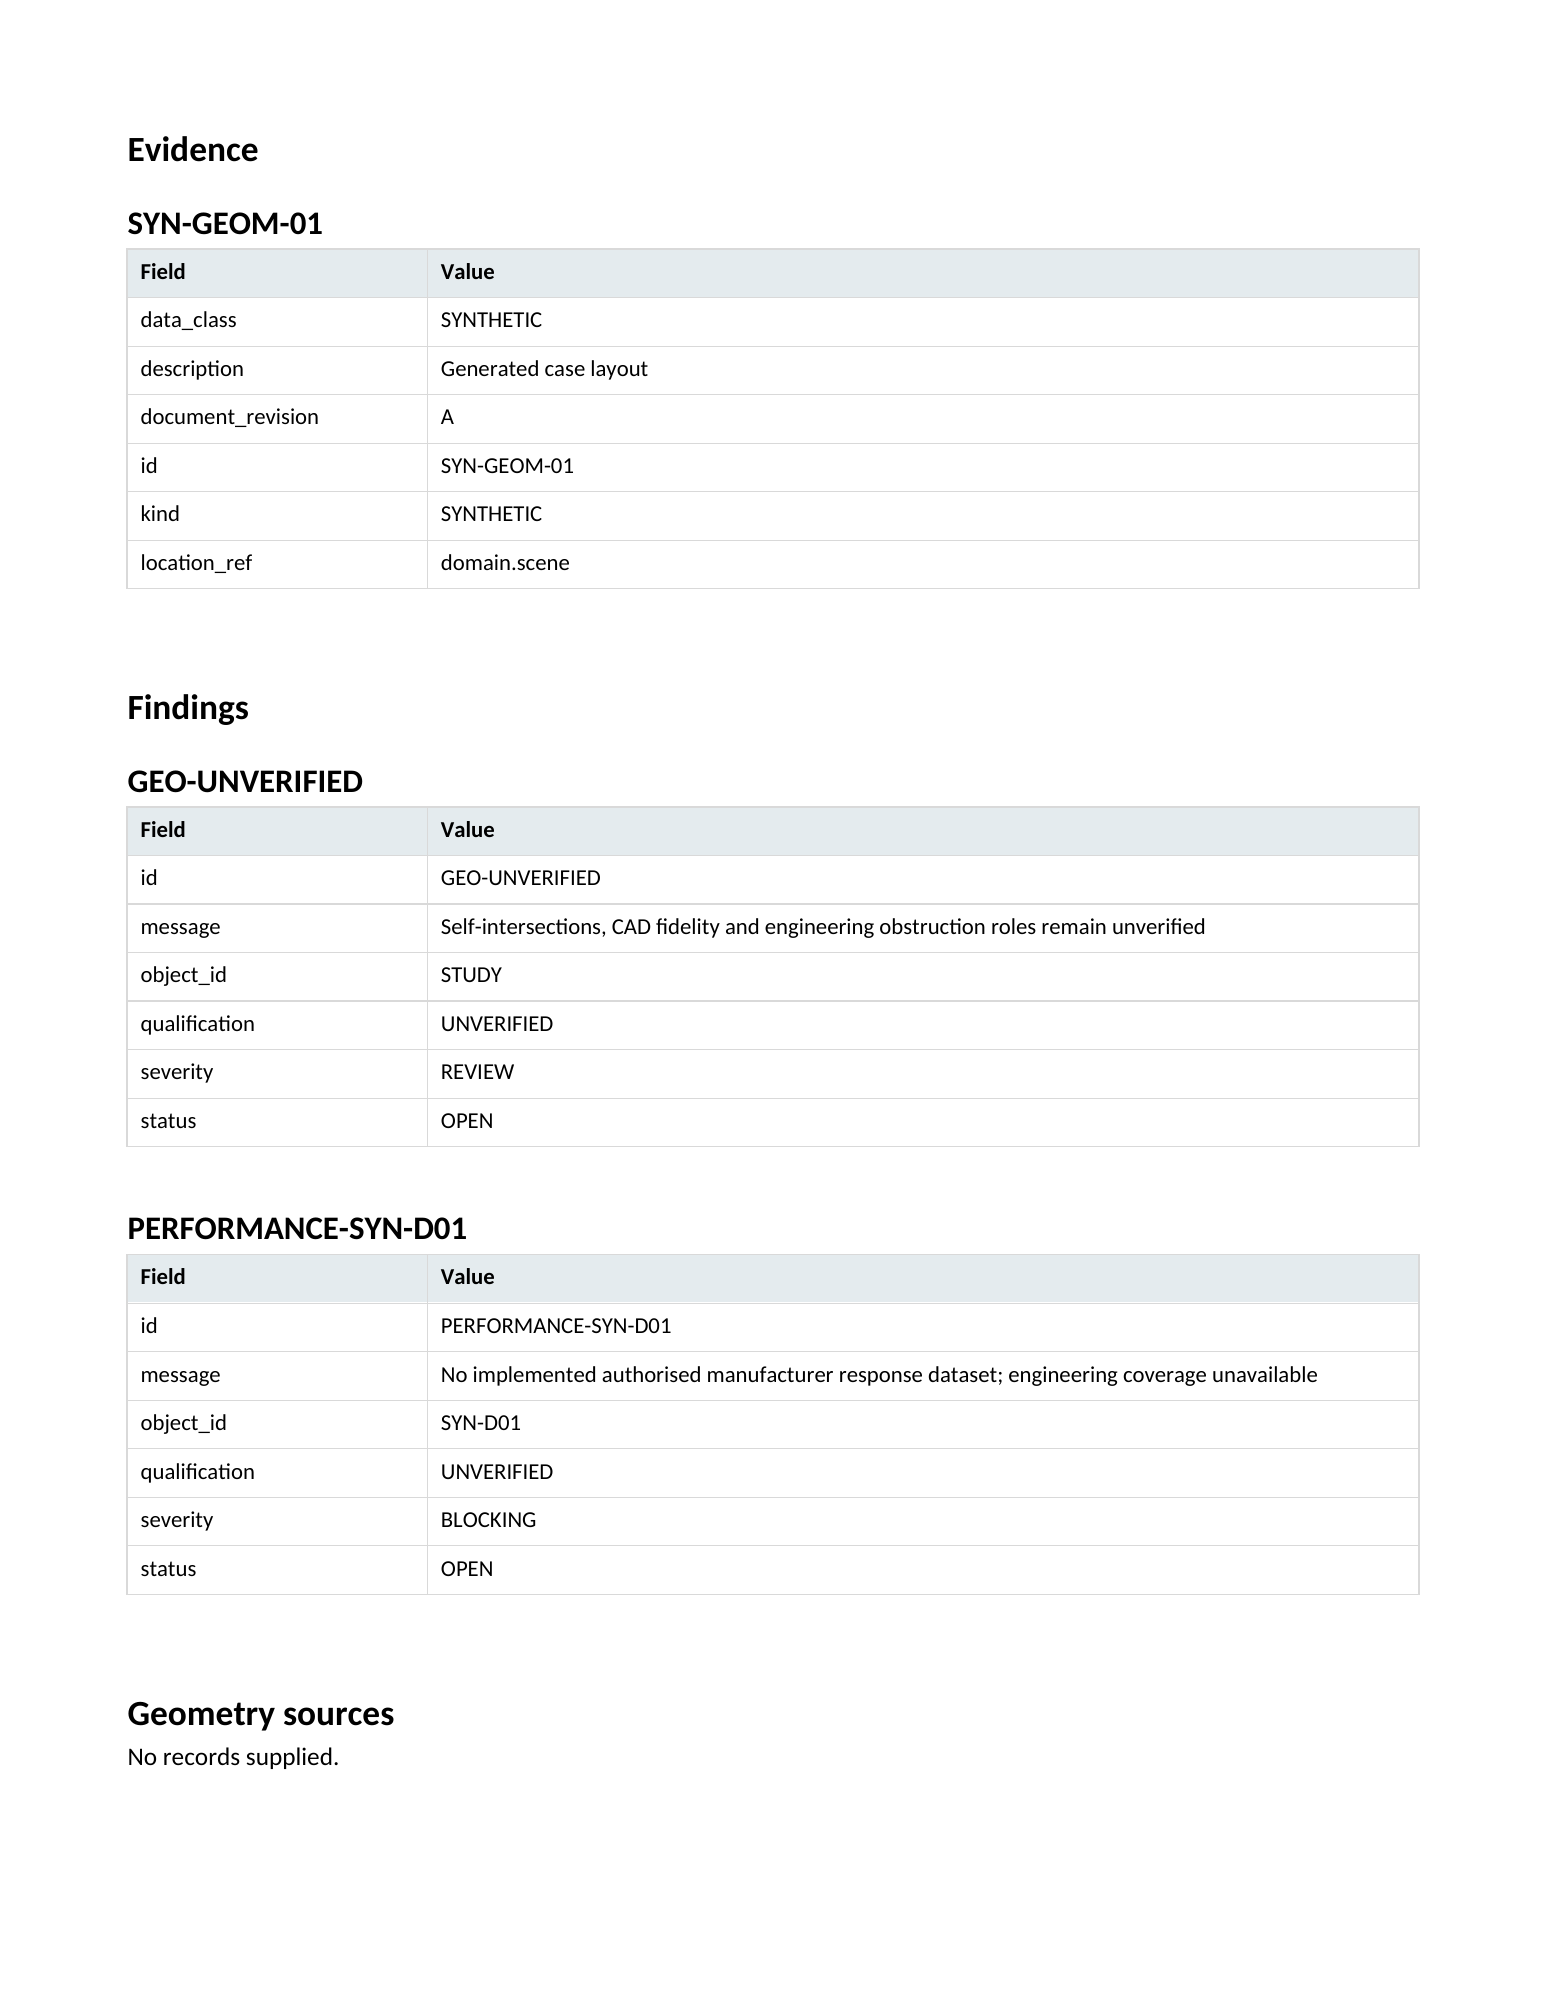 Evidence
SYN-GEOM-01
Field Value
data_class SYNTHETIC
description Generated case layout
document_revision A
id SYN-GEOM-01
kind SYNTHETIC
location_ref domain.scene
Findings
GEO-UNVERIFIED
Field Value
id GEO-UNVERIFIED
message Self-intersections, CAD fidelity and engineering obstruction roles remain unverified
object_id STUDY
qualification UNVERIFIED
severity REVIEW
status OPEN
PERFORMANCE-SYN-D01
Field Value
id PERFORMANCE-SYN-D01
message No implemented authorised manufacturer response dataset; engineering coverage unavailable
object_id SYN-D01
qualification UNVERIFIED
severity BLOCKING
status OPEN
Geometry sources
No records supplied.